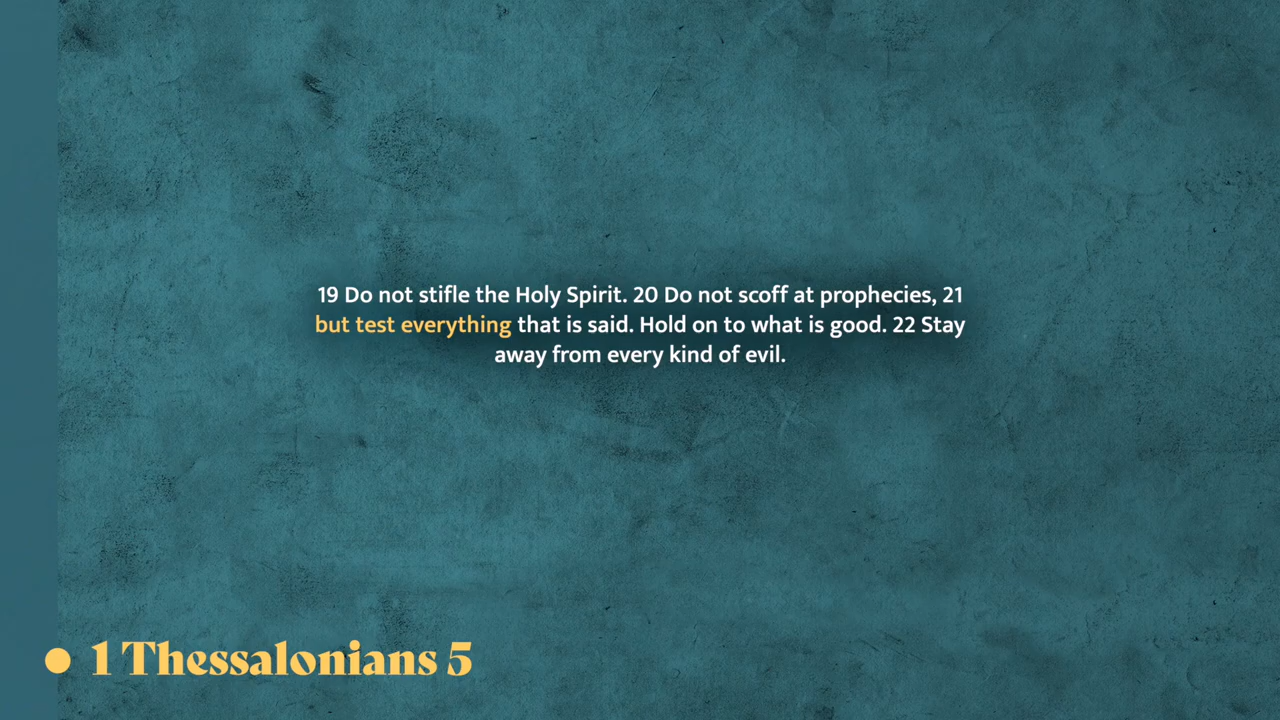 19 Do not stifle the Holy Spirit. 20 Do not scoff at prophecies, 21
but test everything that is said. Hold on to what is good. 22 Stay
away from every kind of evil.
1 Thessalonians 5